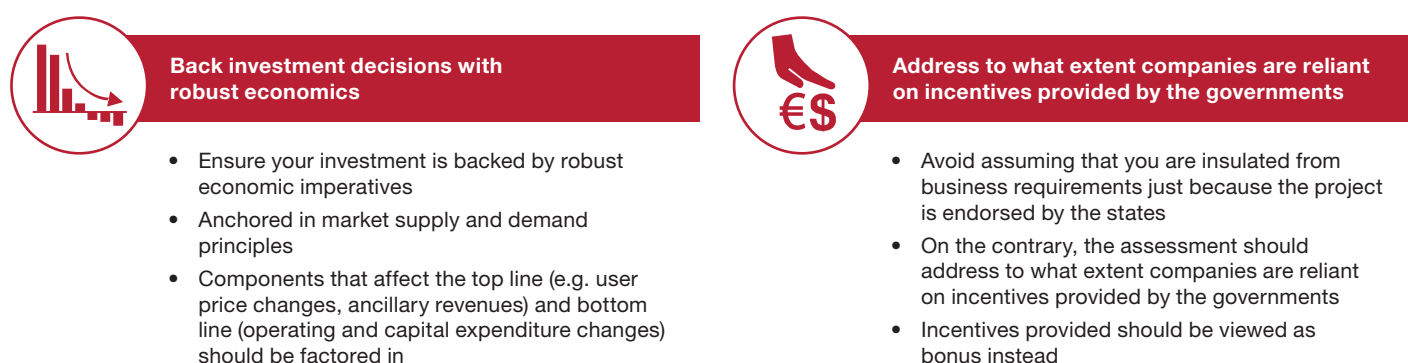 Back investment decisions with
robust economics
• Ensure your investment is backed by robust
economic imperatives
• Anchored in market supply and demand
principles
• Components that affect the top line (e.g. user
price changes, ancillary revenues) and bottom
line (operating and capital expenditure changes)
should be factored in
€$
Address to what extent companies are reliant
on incentives provided by the governments
• Avoid assuming that you are insulated from
business requirements just because the project
is endorsed by the states
• On the contrary, the assessment should
address to what extent companies are reliant
on incentives provided by the governments
• Incentives provided should be viewed as
bonus instead